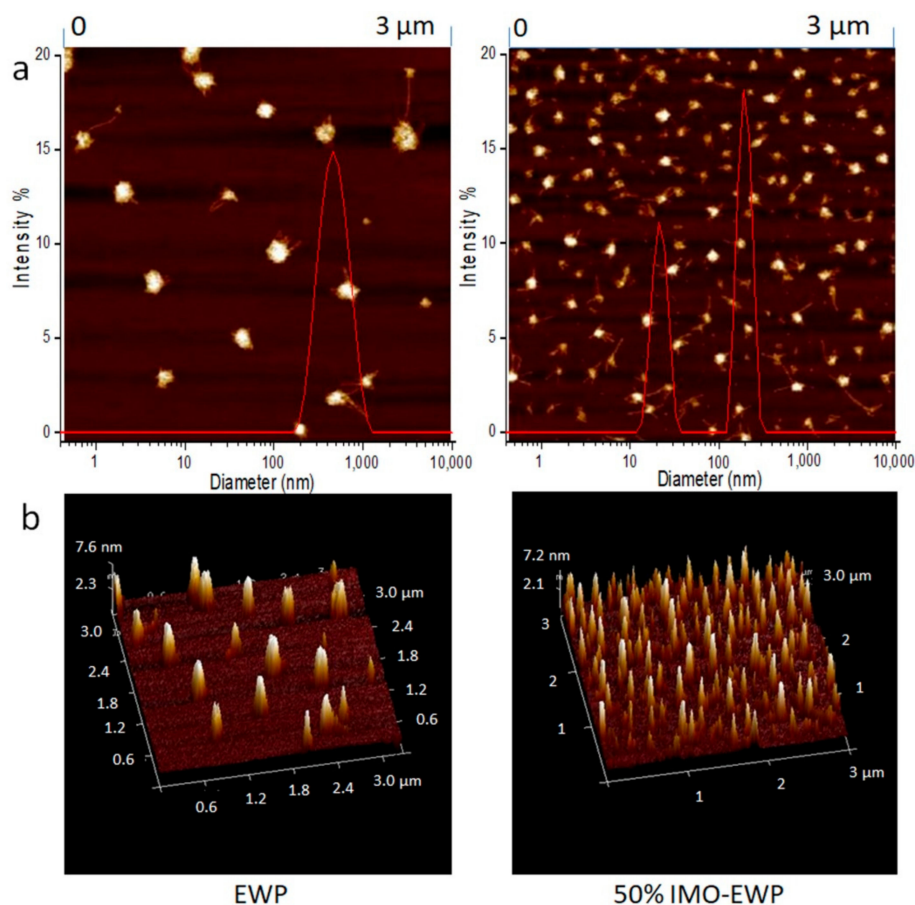 0 3 µm
0 3 µm
a
20
15
10
5
0
Intensity %
1 10 100 1,000 10,000
Diameter (nm)
20
15
10
5
0
Intensity %
1 10 100 1,000 10,000
Diameter (nm)
b
7.6 nm
2.3
3.0
2.4
1.8
1.2
0.6
0.6 1.2 1.8 2.4 3.0 µm
3.0 µm
2.4
1.8
1.2
0.6
7.2 nm
2.1
3
2
1
1 2 3 µm
3.0 µm
2
1
EWP
50% IMO-EWP